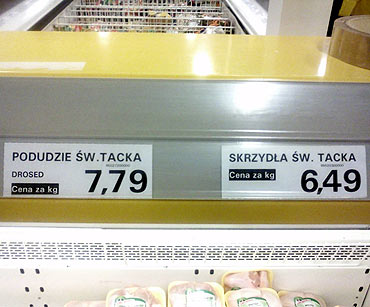 PODUDZIE ŚW.TACKA
DROSED
Cena za kg
7,79
SKRZYDŁA ŚW. TACKA
Cena za kg
6,49